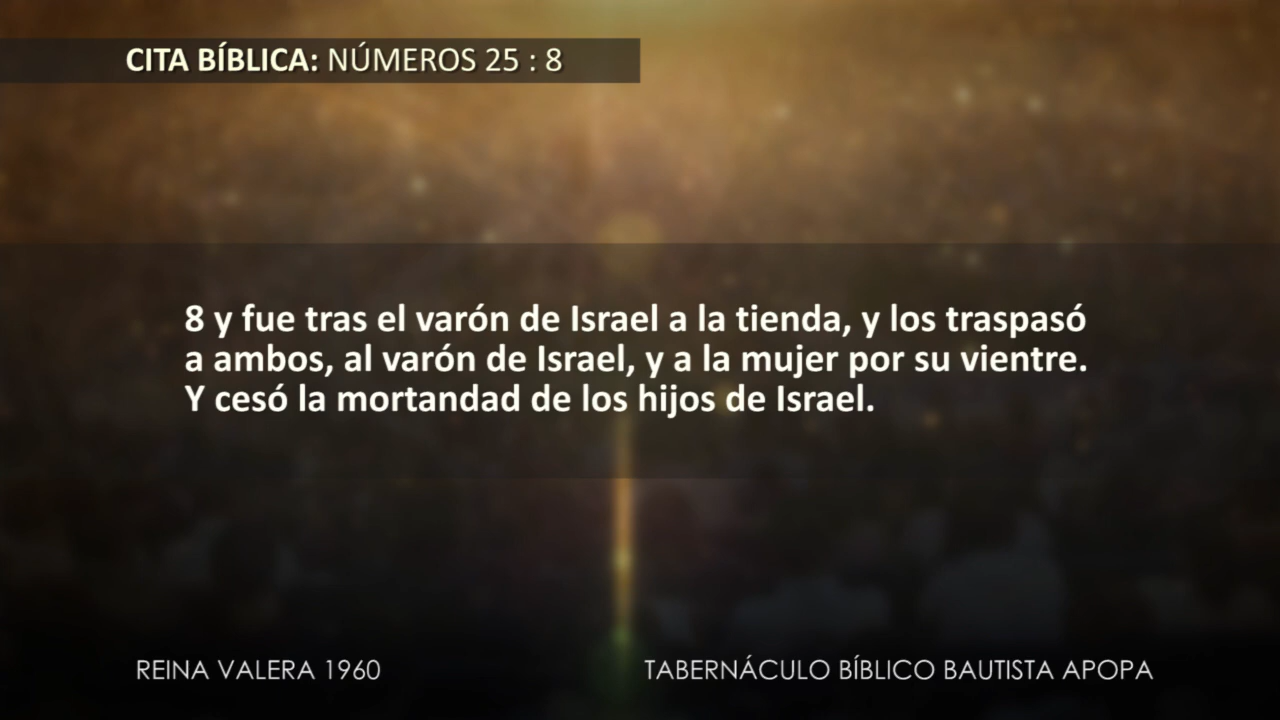 CITA BÍBLICA: NÚMEROS 25 : 8
8 y fue tras el varón de Israel a la tienda, y los traspasó
a ambos, al varón de Israel, y a la mujer por su vientre.
Y cesó la mortandad de los hijos de Israel.
REINA VALERA 1960
TABERNÁCULO BÍBLICO BAUTISTA APOPA